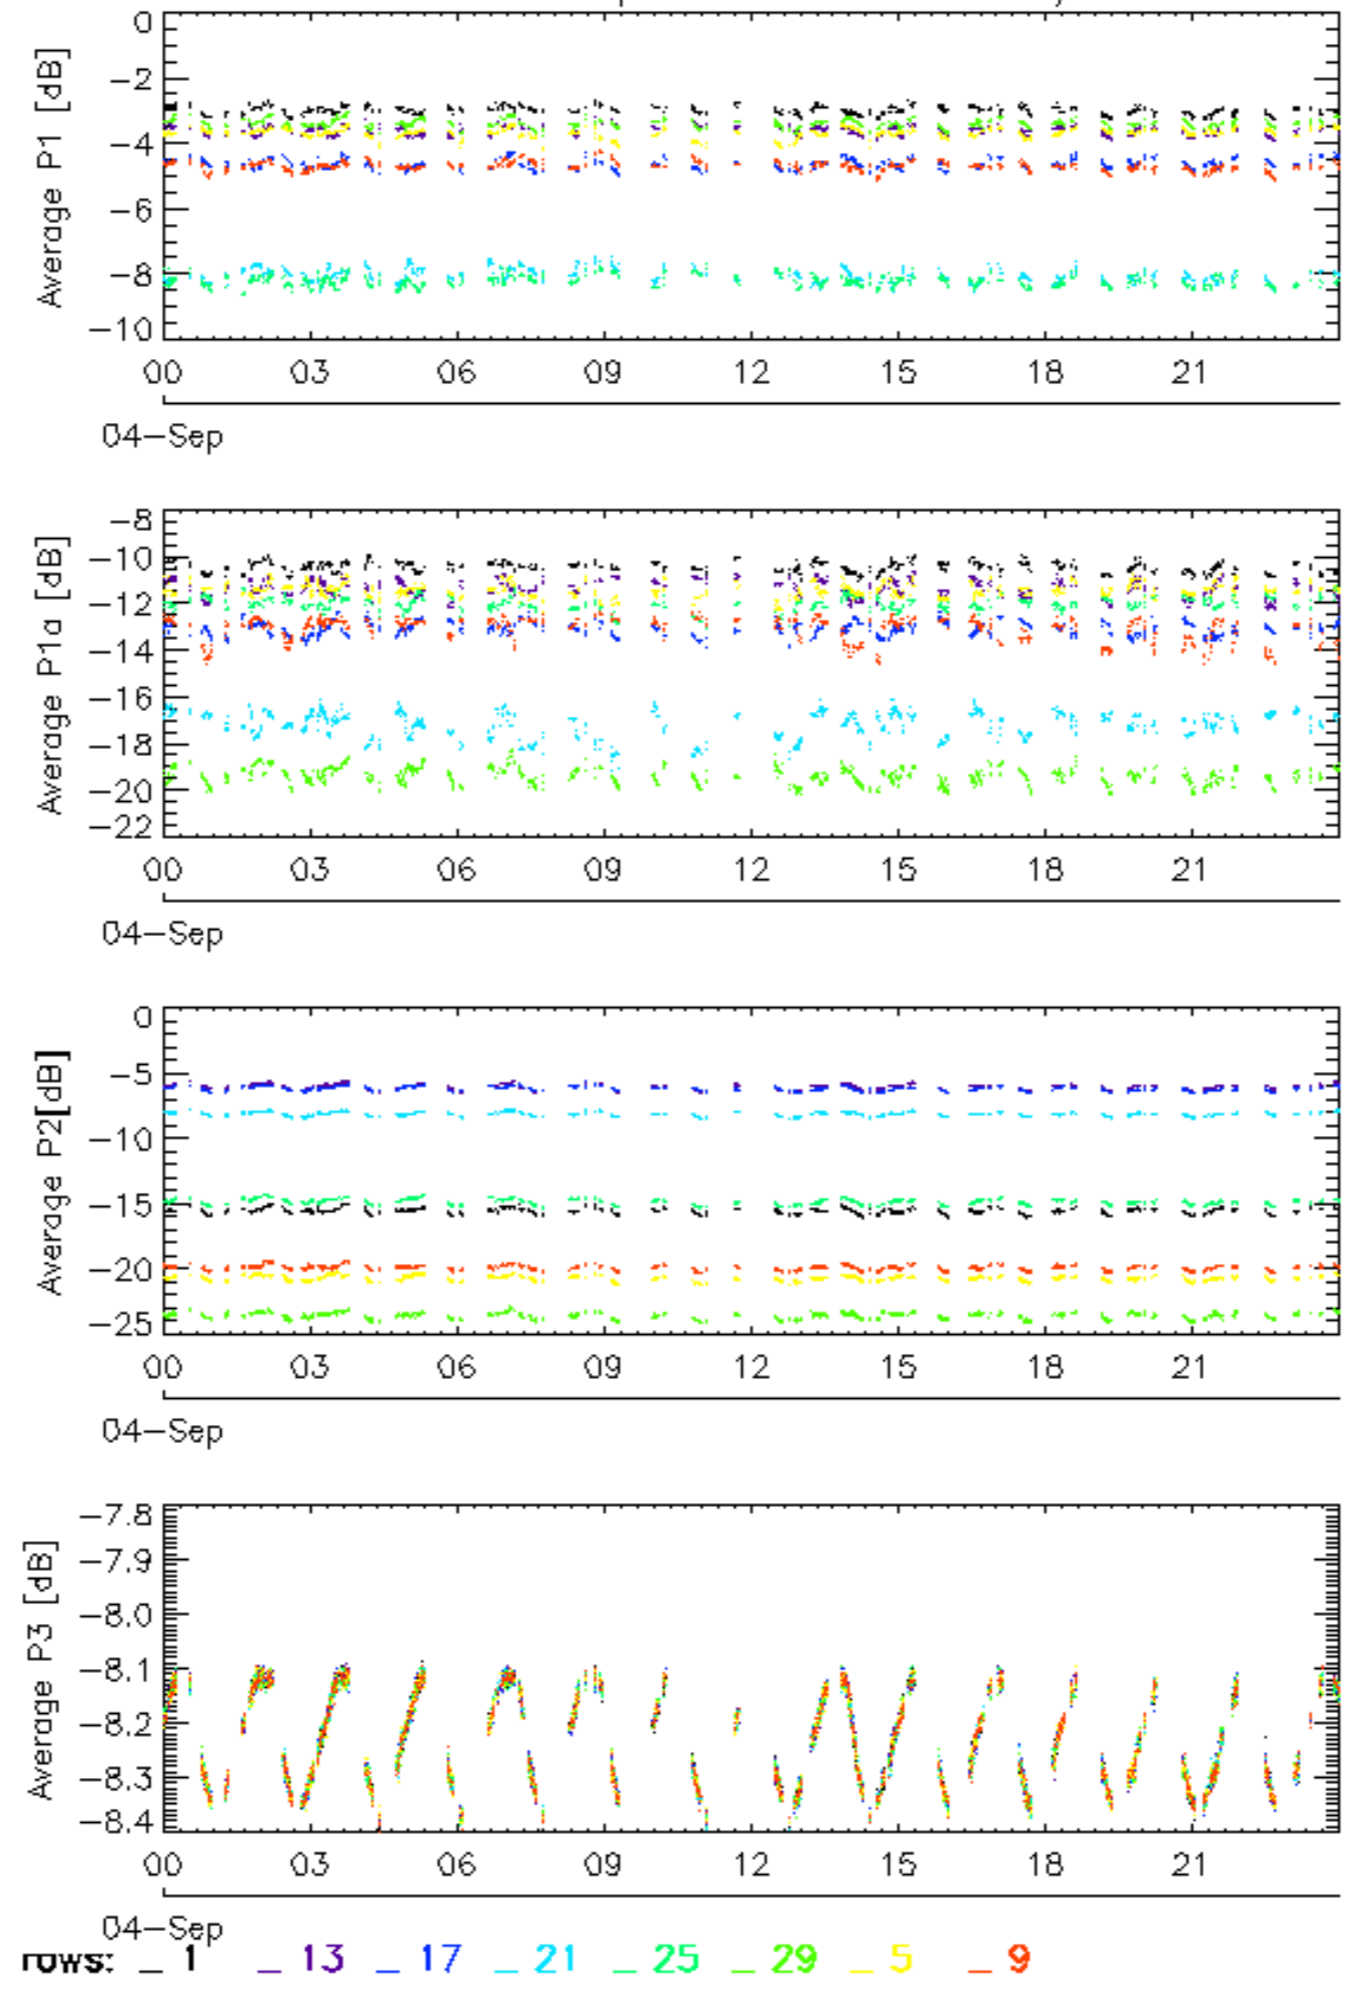 Average P1 [dB]
0
−2
−4
−6
−8
−10
00 03 06 09 12 15 18 21
04−Sep
Average P1a [dB]
−8
−10
−12
−14
−16
−18
−20
−22
00 03 06 09 12 15 18 21
04−Sep
Average P2[dB]
0
−5
−10
−15
−20
−25
00 03 06 09 12 15 18 21
04−Sep
Average P3 [dB]
−7.8
−7.9
−8.0
−8.1
−8.2
−8.3
−8.4
00 03 06 09 12 15 18 21
04−Sep
rows: _ 1 _ 13 _ 17 _ 21 _ 25 _ 29 _ 5 _ 9